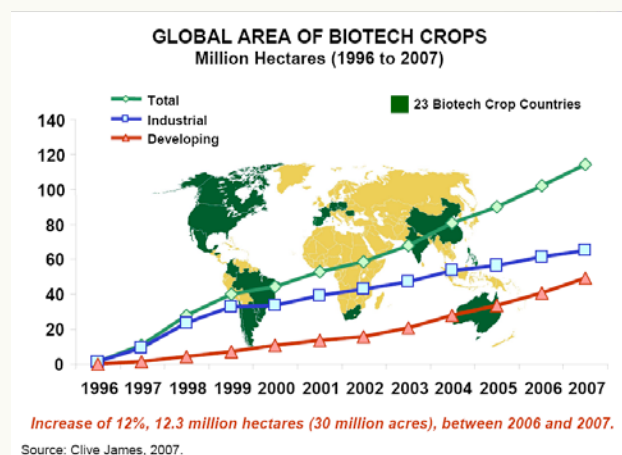 GLOBAL AREA OF BIOTECH CROPS
Million Hectares (1996 to 2007)
Total
Industrial
Developing
23 Biotech Crop Countries
140
120
100
80
60
40
20
0
1996 1997 1998 1999 2000 2001 2002 2003 2004 2005 2006 2007
Increase of 12%, 12.3 million hectares (30 million acres), between 2006 and 2007.
Source: Clive James, 2007.